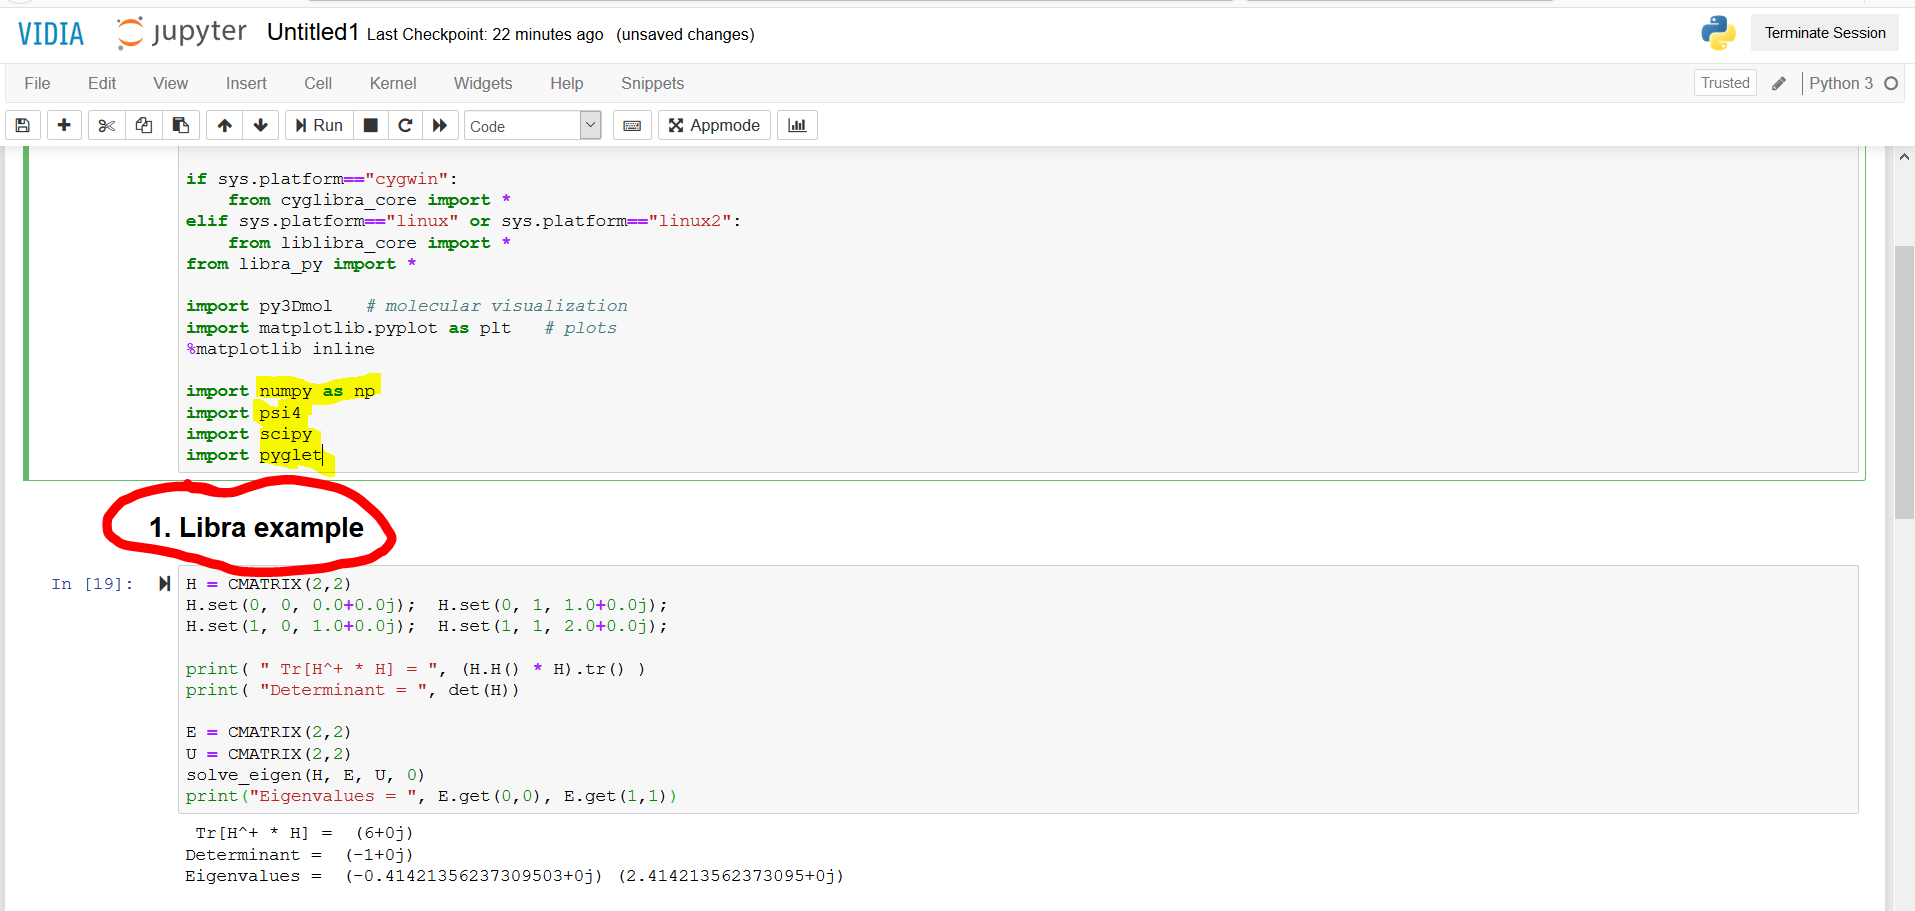 VIDIA jupyter Untitled1 Last Checkpoint: 22 minutes ago (unsaved changes) Terminate Session
File Edit View Insert Cell Kernel Widgets Help Snippets Trusted Python 3
Run Code Appmode
if sys.platform=="cygwin":
from cyglibra_core import *
elif sys.platform=="linux" or sys.platform=="linux2":
from liblibra_core import *
from libra_py import *
import py3Dmol # molecular visualization
import matplotlib.pyplot as plt # plots
%matplotlib inline
import numpy as np
import psi4
import scipy
import pyglet
1. Libra example
In [19]: H = CMATRIX(2,2)
H.set(0, 0, 0.0+0.0j); H.set(0, 1, 1.0+0.0j);
H.set(1, 0, 1.0+0.0j); H.set(1, 1, 2.0+0.0j);
print( " Tr[H^+ * H] = ", (H.H() * H).tr() )
print( "Determinant = ", det(H))
E = CMATRIX(2,2)
U = CMATRIX(2,2)
solve_eigen(H, E, U, 0)
print("Eigenvalues = ", E.get(0,0), E.get(1,1))
Tr[H^+ * H] = (6+0j)
Determinant = (-1+0j)
Eigenvalues = (-0.41421356237309503+0j) (2.414213562373095+0j)